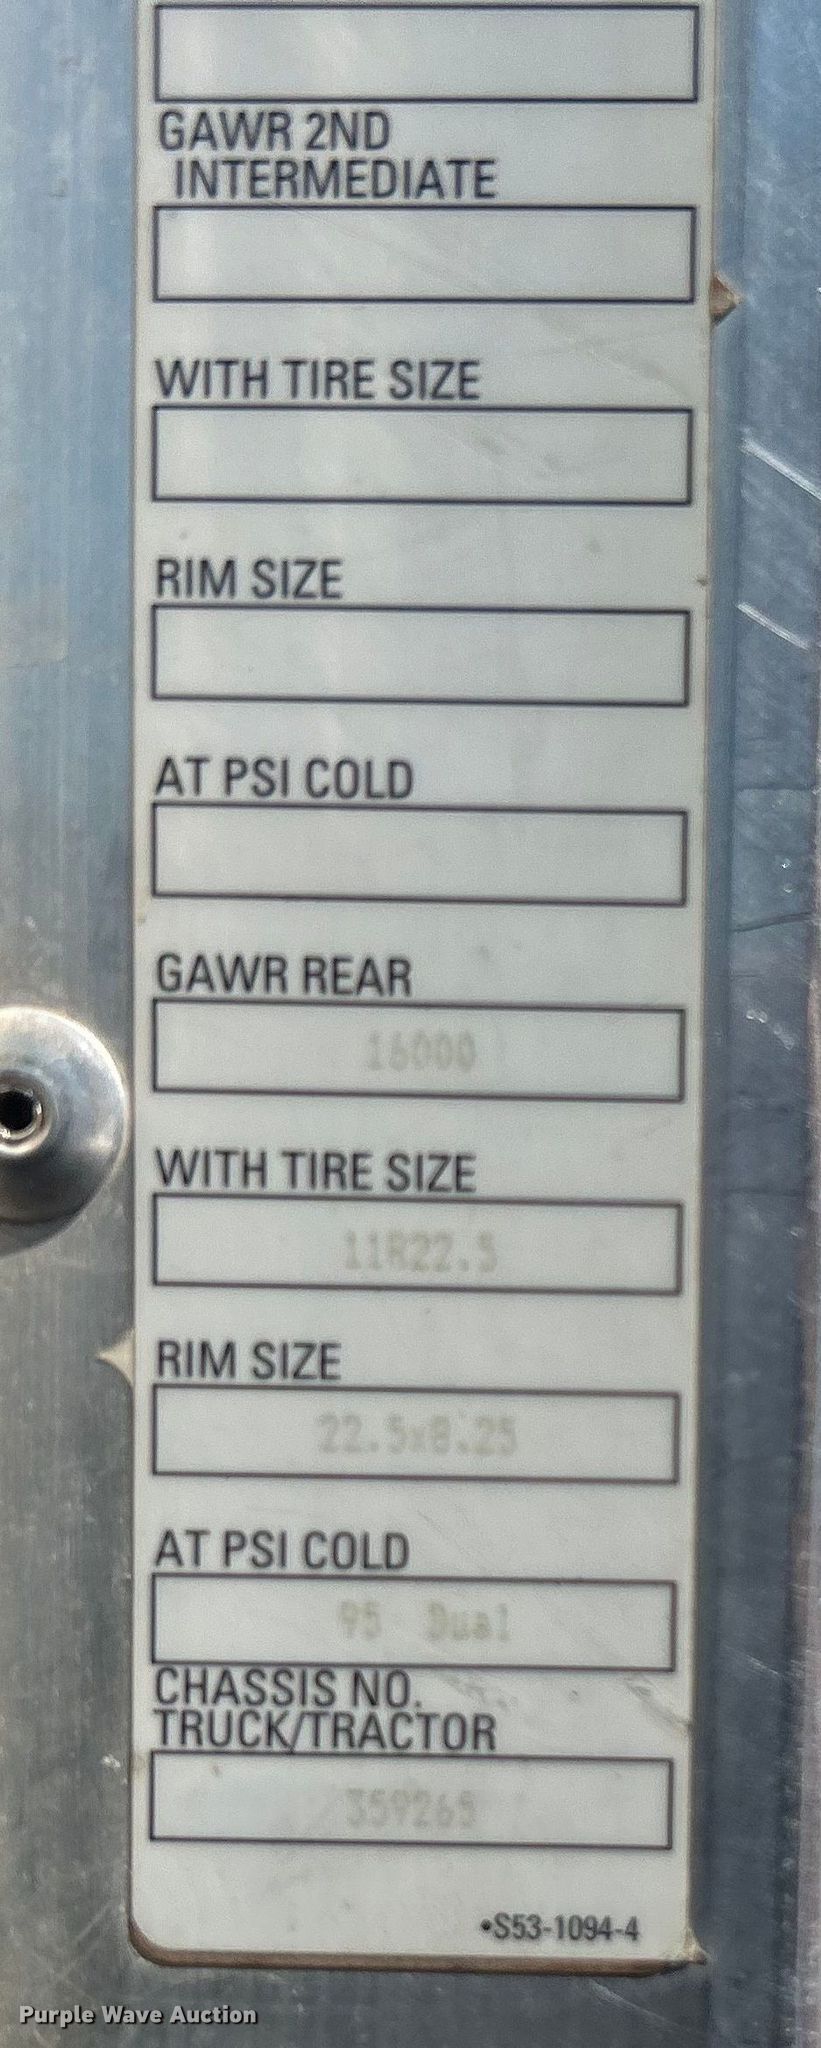 GAWR 2ND
INTERMEDIATE
WITH TIRE SIZE
RIM SIZE
AT PSI COLD
GAWR REAR
16000
WITH TIRE SIZE
11R22.5
RIM SIZE
22.5x8.25
AT PSI COLD
95 Dual
CHASSIS NO.
TRUCK/TRACTOR
359265
•S53-1094-4
Purple Wave Auction